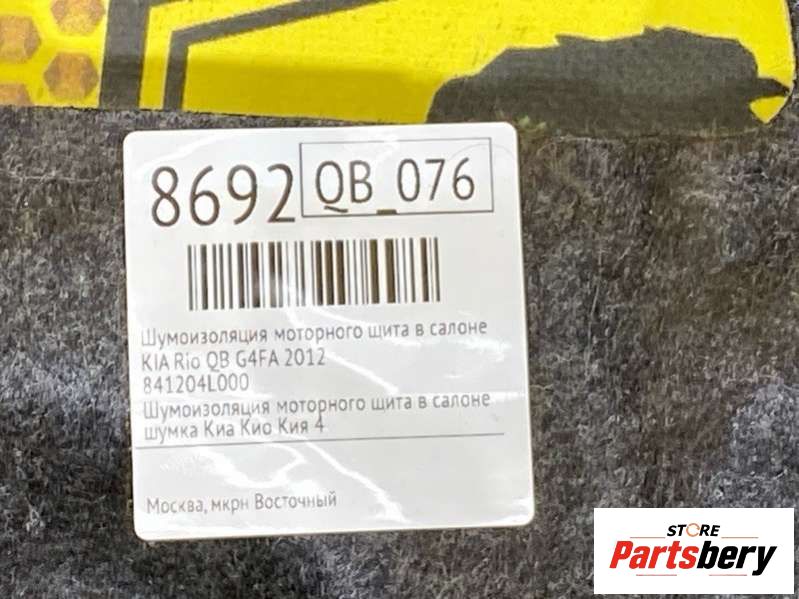 8692 QB_076
Шумоизоляция моторного щита в салоне
KIA Rio QB G4FA 2012
841204L000
Шумоизоляция моторного щита в салоне
шумка Киа Кио Кия 4
Москва, мкрн Восточный
STORE
Partsbery